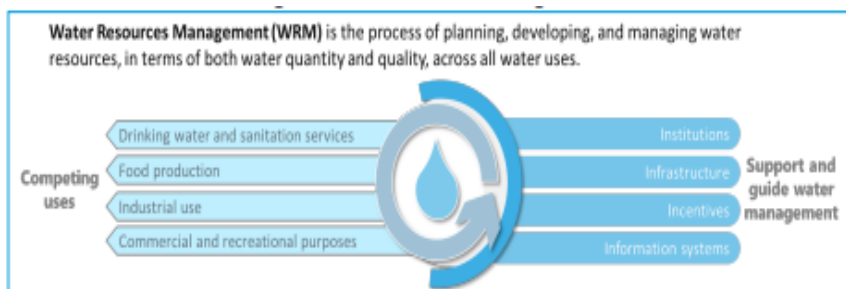 Water Resources Management (WRM) is the process of planning, developing, and managing water
resources, in terms of both water quantity and quality, across all water uses.
Competing
uses
Drinking water and sanitation services
Food production
Industrial use
Commercial and recreational purposes
Institutions
Infrastructure
Incentives
Information systems
Support and
guide water
management